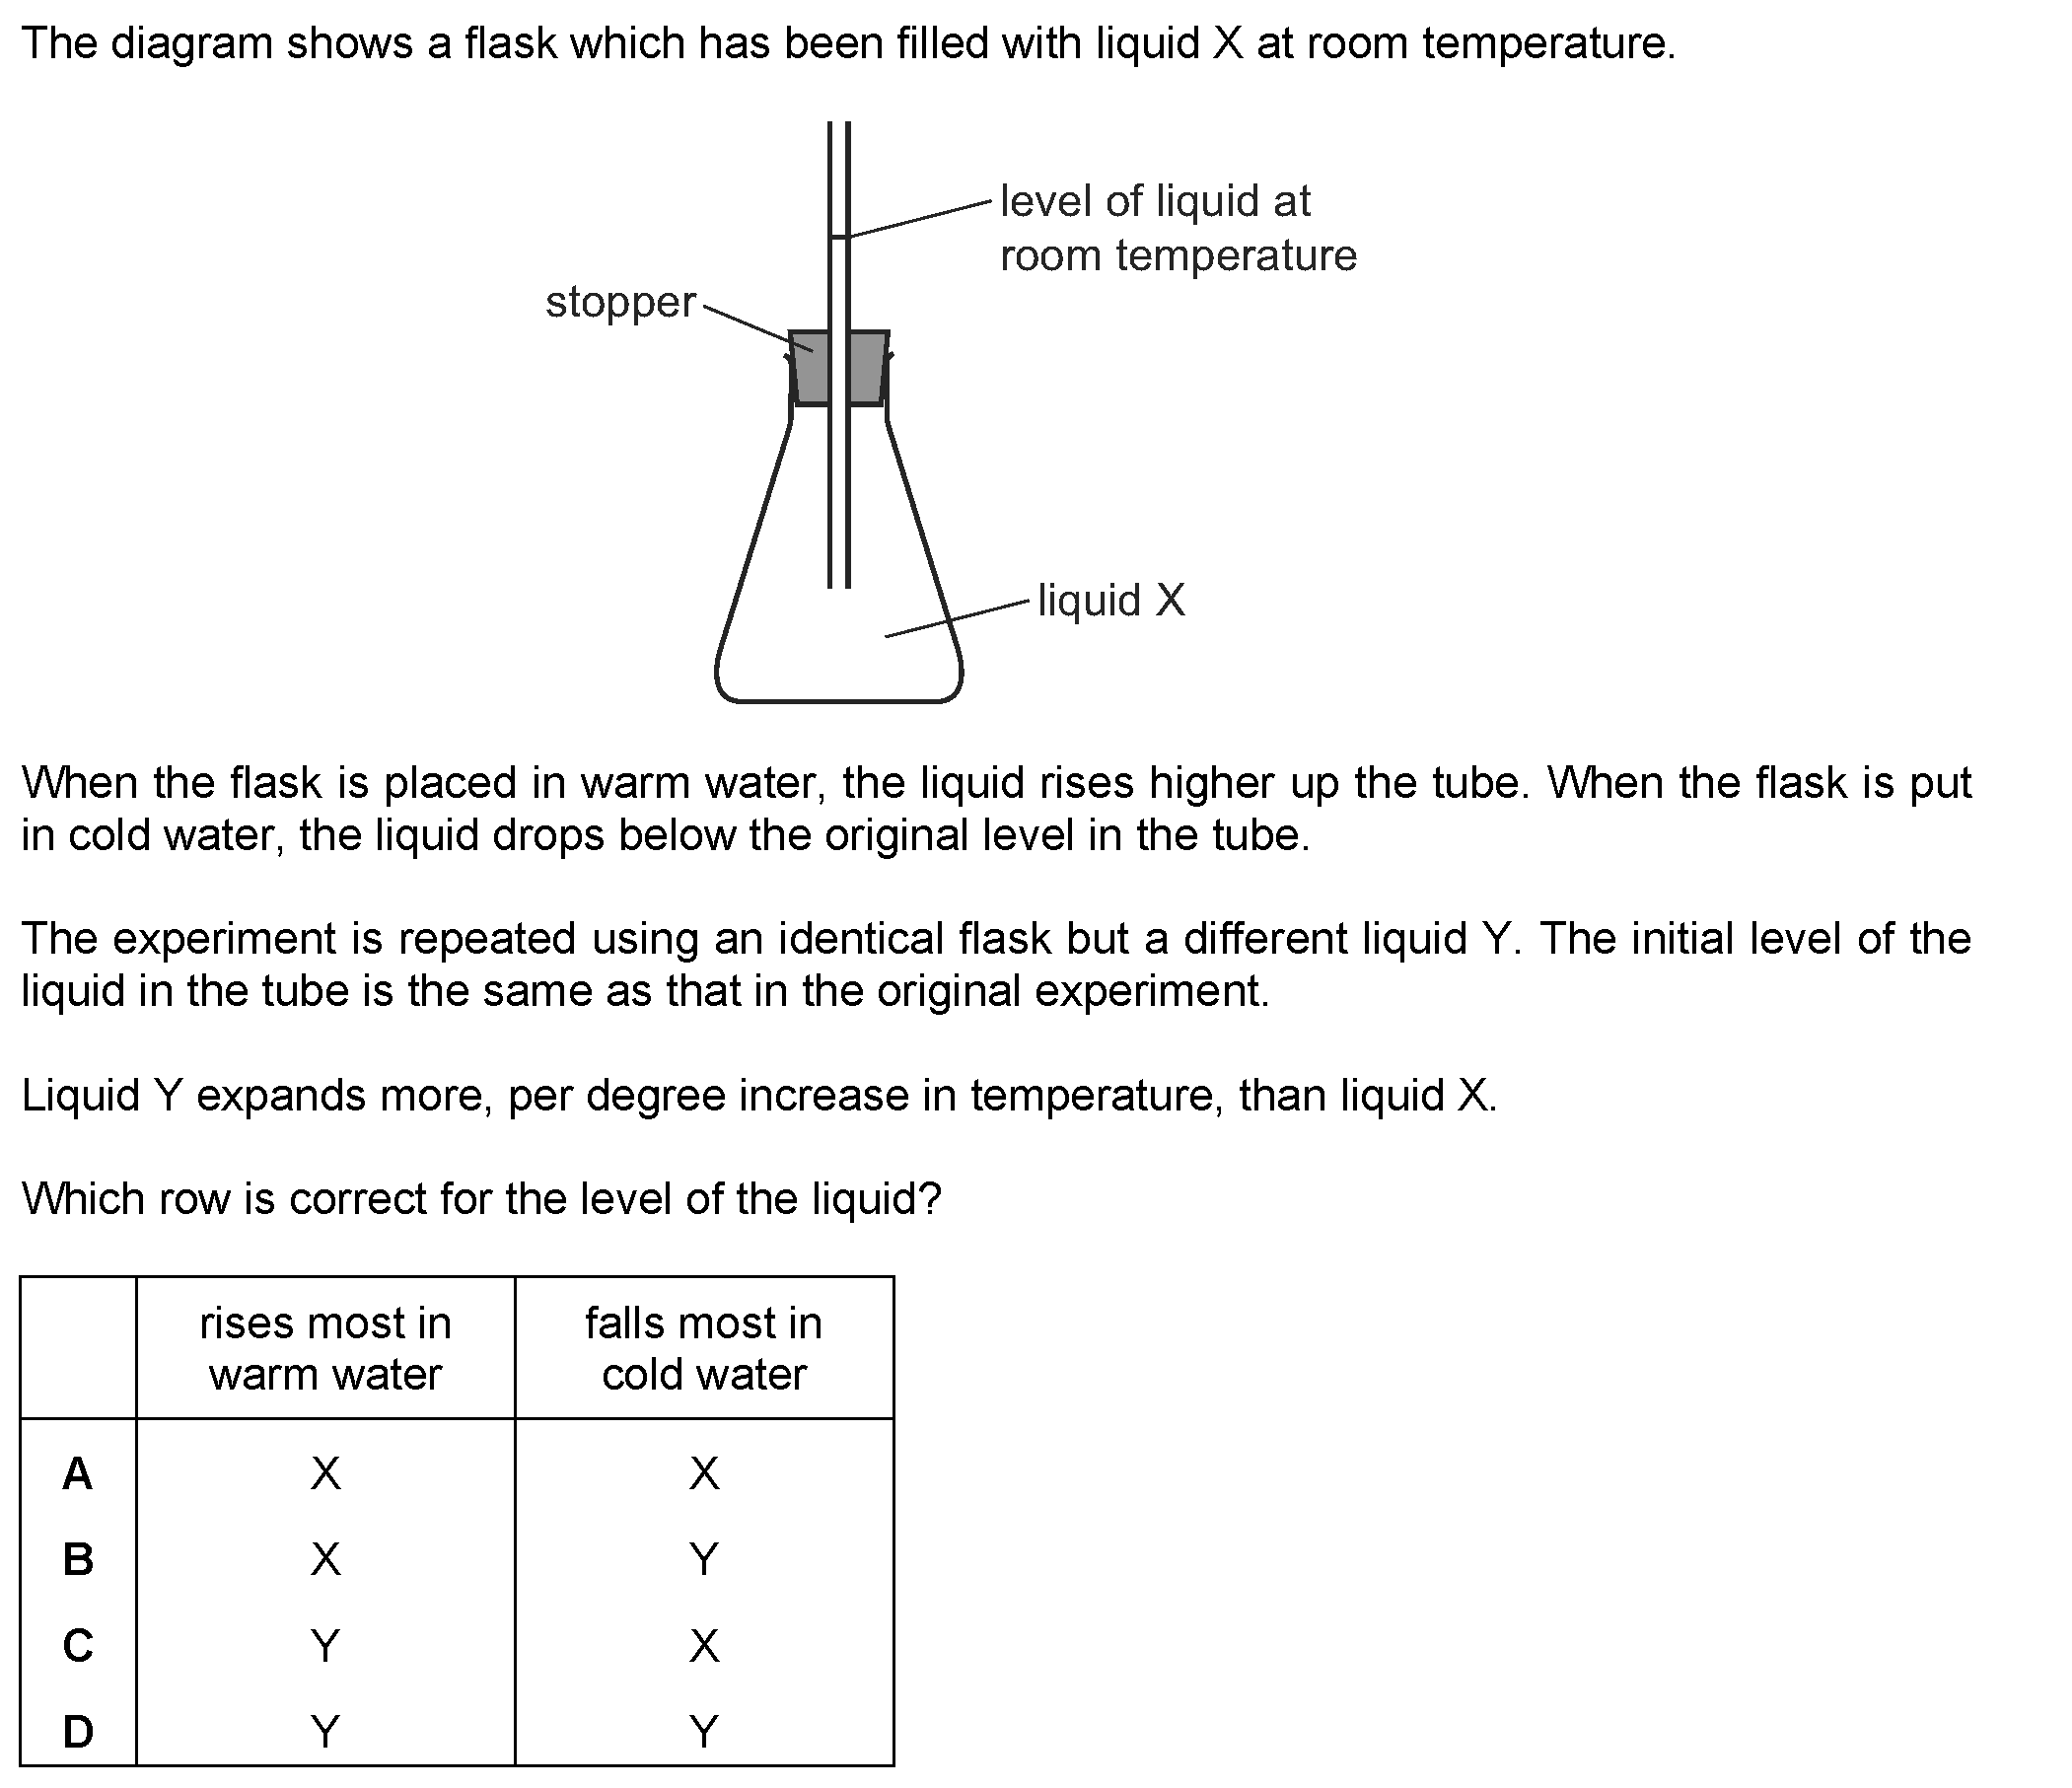 The diagram shows a flask which has been filled with liquid X at room temperature.
level of liquid at
room temperature
stopper
liquid X
When the flask is placed in warm water, the liquid rises higher up the tube. When the flask is put
in cold water, the liquid drops below the original level in the tube.
The experiment is repeated using an identical flask but a different liquid Y. The initial level of the
liquid in the tube is the same as that in the original experiment.
Liquid Y expands more, per degree increase in temperature, than liquid X.
Which row is correct for the level of the liquid?
rises most in warm water falls most in cold water
A X X
B X Y
C Y X
D Y Y